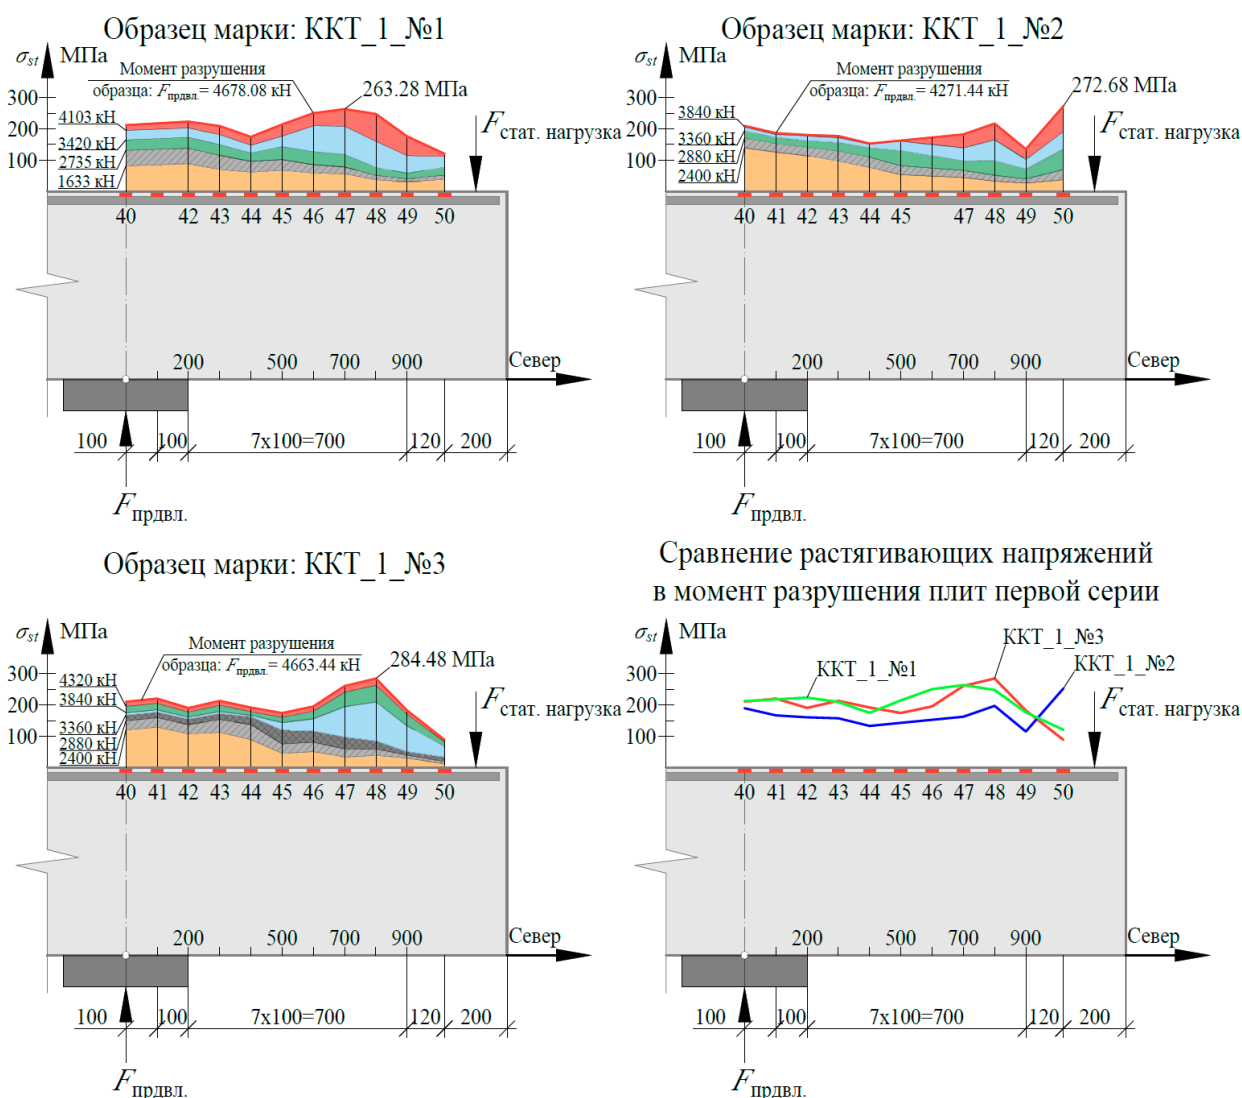 Образец марки: ККТ_1_№1
σst МПа
Момент разрушения
образца: Fпрдвл.= 4678.08 кН
263.28 МПа
300
200
100
4103 кН
3420 кН
2735 кН
1633 кН
Fстат. нагрузка
40 42 43 44 45 46 47 48 49 50
200 500 700 900 Север
100 100 7x100=700 120 200
Fпрдвл.
Образец марки: ККТ_1_№2
σst МПа
Момент разрушения
образца: Fпрдвл.= 4271.44 кН
272.68 МПа
300
200
100
3840 кН
3360 кН
2880 кН
2400 кН
Fстат. нагрузка
40 41 42 43 44 45 47 48 49 50
200 500 700 900 Север
100 100 7x100=700 120 200
Fпрдвл.
Образец марки: ККТ_1_№3
σst МПа
Момент разрушения
образца: Fпрдвл.= 4663.44 кН
284.48 МПа
300
200
100
4320 кН
3840 кН
3360 кН
2880 кН
2400 кН
Fстат. нагрузка
40 41 42 43 44 45 46 47 48 49 50
200 500 700 900 Север
100 100 7x100=700 120 200
Fпрдвл.
Сравнение растягивающих напряжений
в момент разрушения плит первой серии
σst МПа
ККТ_1_№3
ККТ_1_№1
ККТ_1_№2
300
200
100
Fстат. нагрузка
40 41 42 43 44 45 46 47 48 49 50
200 500 700 900 Север
100 100 7x100=700 120 200
Fпрдвл.